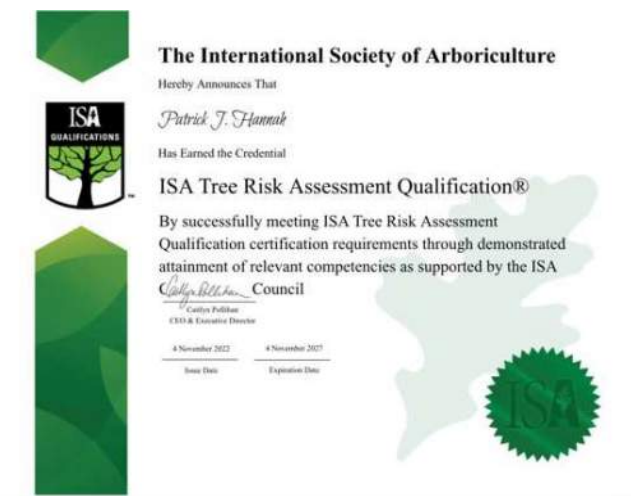 The International Society of Arboriculture
Hereby Announces That
ISA
QUALIFICATIONS
Patrick J. Hannah
Has Earned the Credential
ISA Tree Risk Assessment Qualification®
By successfully meeting ISA Tree Risk Assessment
Qualification certification requirements through demonstrated
attainment of relevant competencies as supported by the ISA
Council
Caitlyn Pollihan
CEO & Executive Director
4 November 2022 4 November 2027
Issue Date Expiration Date
ISA